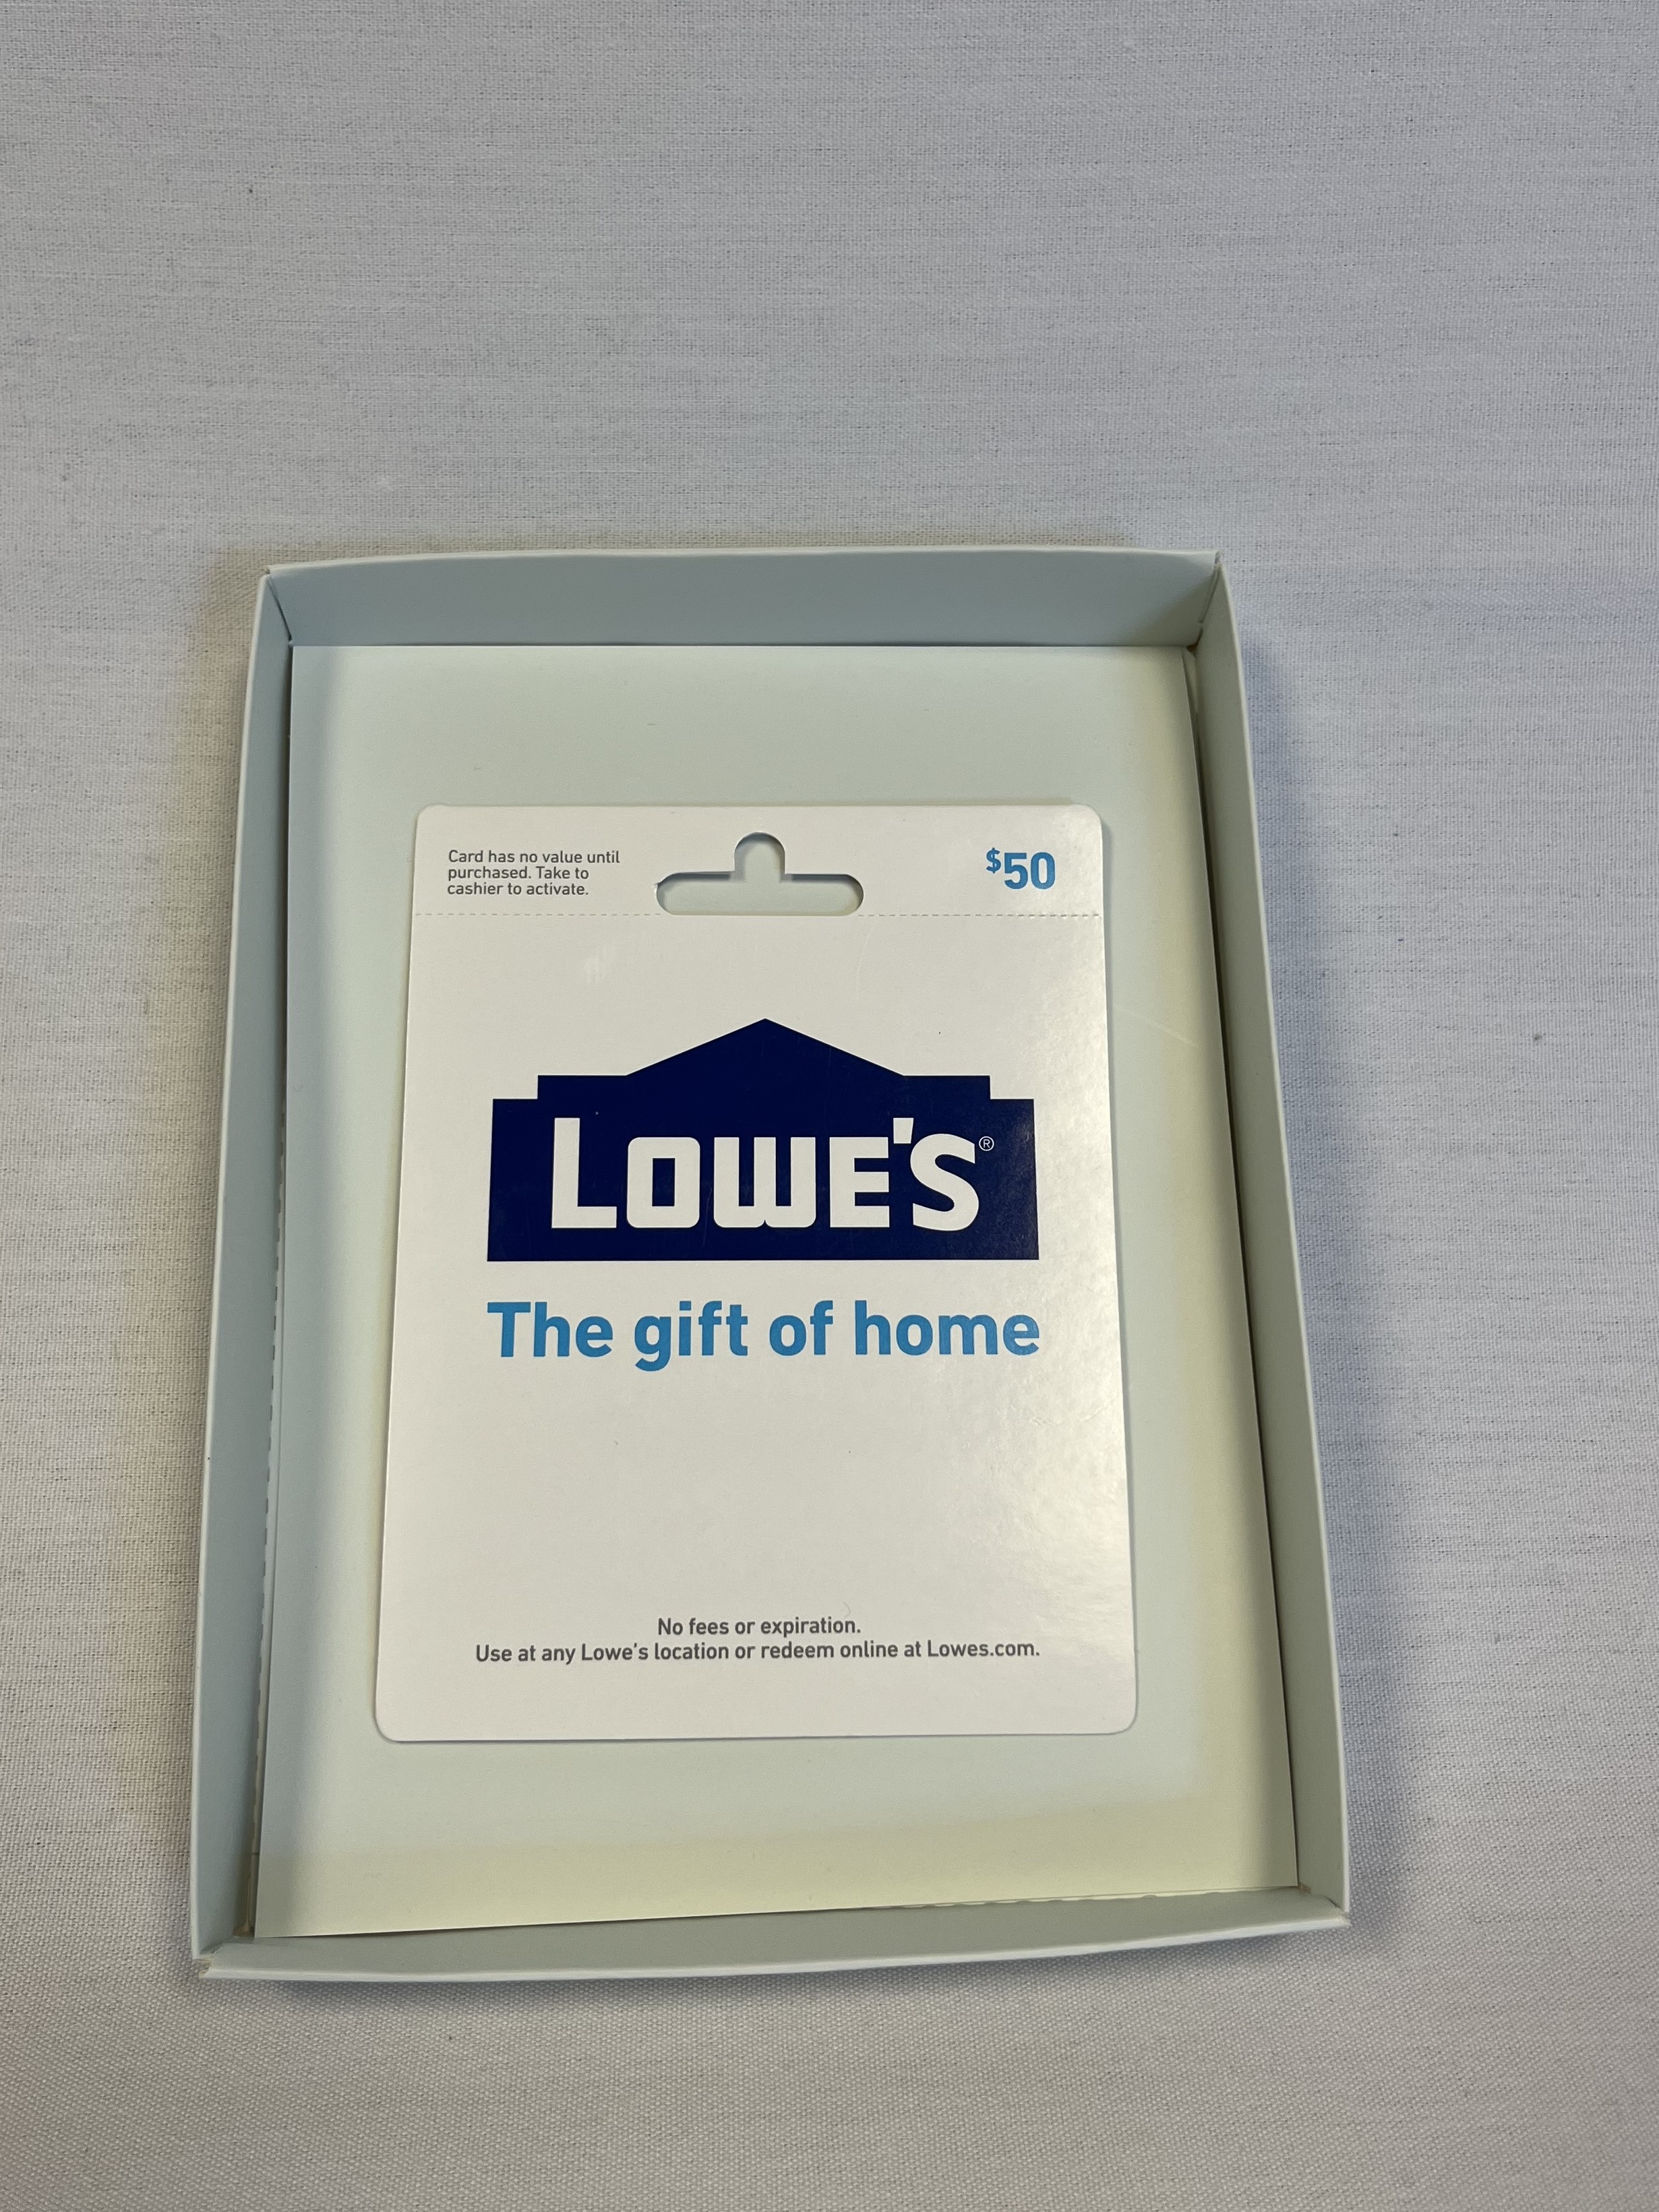 Card has no value until
purchased. Take to
cashier to activate.
$50
LOWE'S®
The gift of home
No fees or expiration.
Use at any Lowe's location or redeem online at Lowes.com.